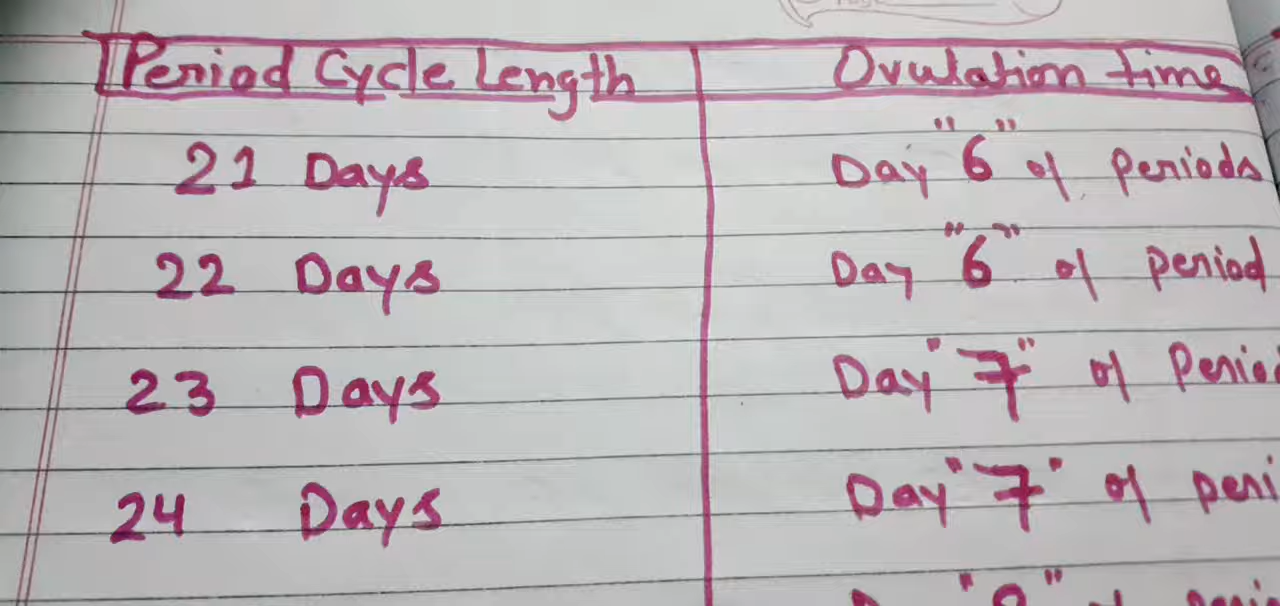 Period Cycle Length Ovulation time
21 Days Day "6" of Periods
22 Days Day "6" of Period
23 Days Day "7" of Period
24 Days Day "7" of peri